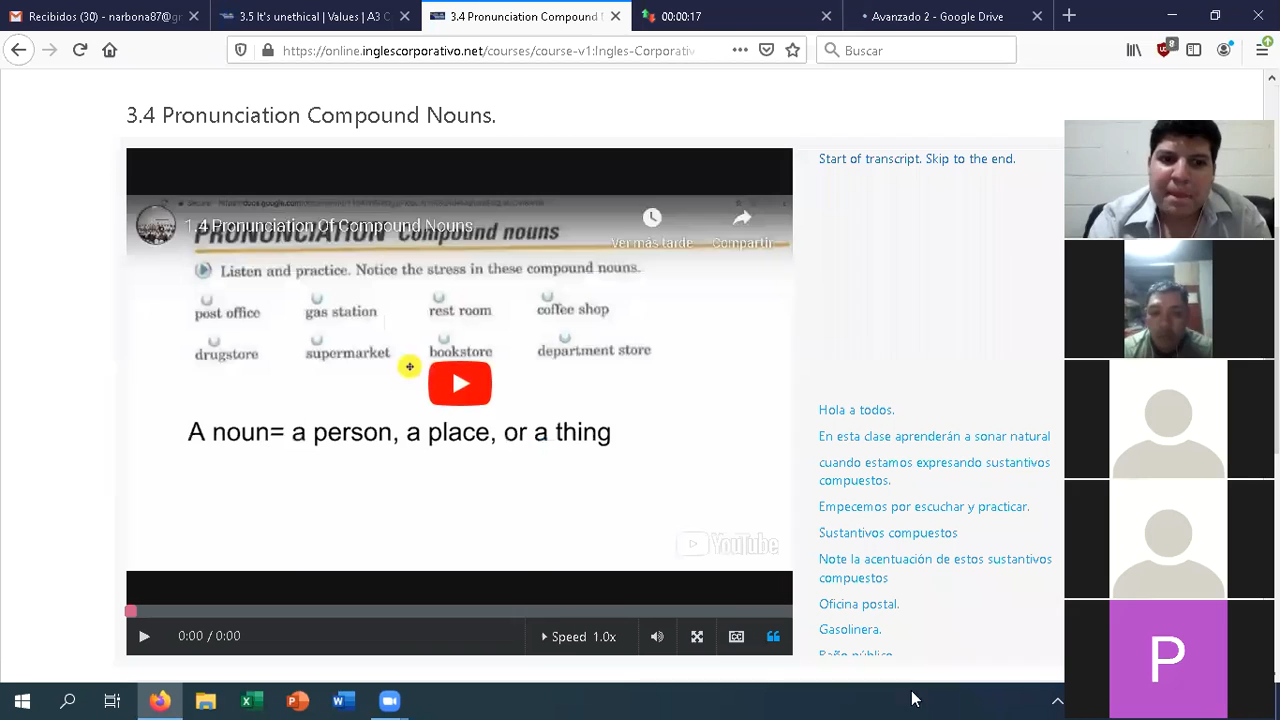 Recibidos (30) - narbona87@gr
3.5 It's unethical | Values | A3 C
3.4 Pronunciation Compound N
00:00:17
Avanzado 2 - Google Drive
https://online.inglescorporativo.net/courses/course-v1:Ingles-Corporativ
Buscar
8
3.4 Pronunciation Compound Nouns.
1.4 Pronunciation Of Compound Nouns
Ver más tarde
Compartir
PRONUNCIATION Compound nouns
Listen and practice. Notice the stress in these compound nouns.
post office gas station rest room coffee shop
drugstore supermarket bookstore department store
A noun= a person, a place, or a thing
YouTube
0:00 / 0:00
Speed 1.0x
Start of transcript. Skip to the end.
Hola a todos.
En esta clase aprenderán a sonar natural
cuando estamos expresando sustantivos
compuestos.
Empecemos por escuchar y practicar.
Sustantivos compuestos
Note la acentuación de estos sustantivos
compuestos
Oficina postal.
Gasolinera.
Baño público
P